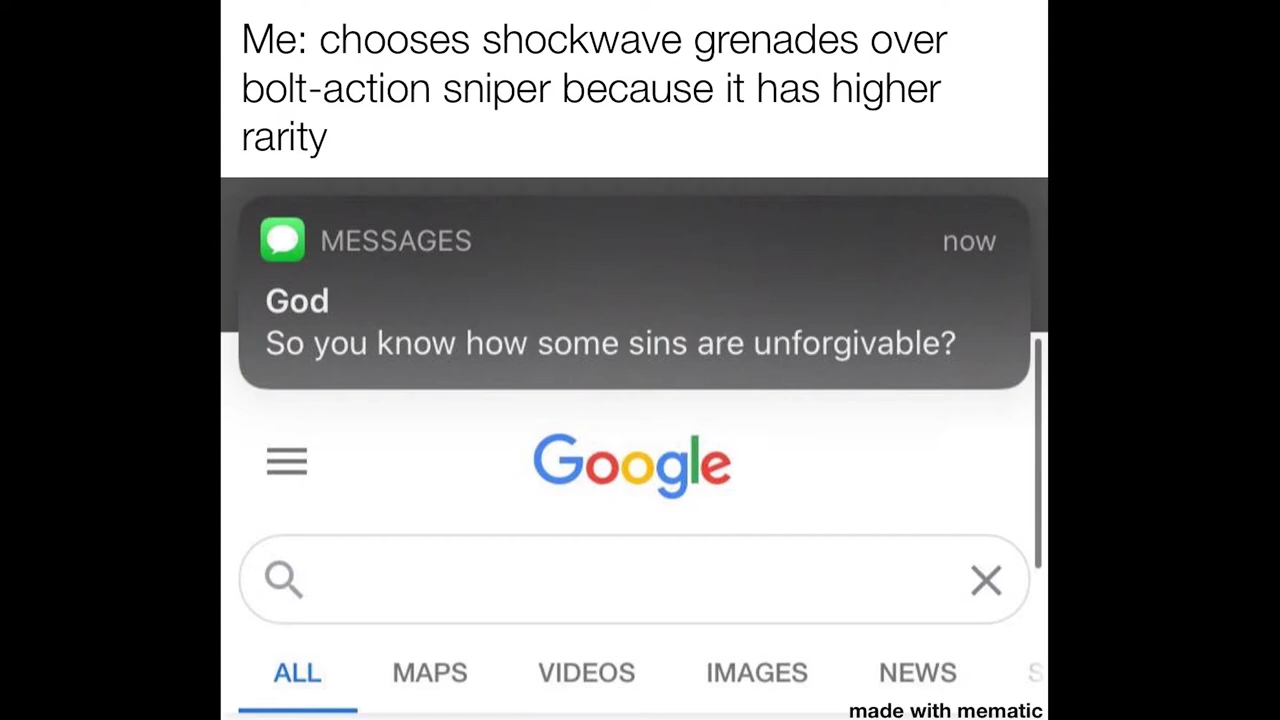 Me: chooses shockwave grenades over
bolt-action sniper because it has higher
rarity
MESSAGES now
God
So you know how some sins are unforgivable?
Google
ALL MAPS VIDEOS IMAGES NEWS S
made with mematic